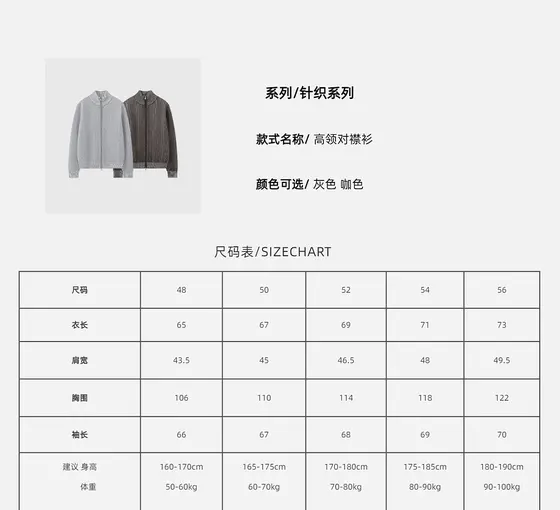 系列/针织系列
款式名称/ 高领对襟衫
颜色可选/ 灰色 咖色
尺码表/SIZECHART
尺码 48 50 52 54 56
衣长 65 67 69 71 73
肩宽 43.5 45 46.5 48 49.5
胸围 106 110 114 118 122
袖长 66 67 68 69 70
建议 身高 160-170cm 165-175cm 170-180cm 175-185cm 180-190cm
体重 50-60kg 60-70kg 70-80kg 80-90kg 90-100kg